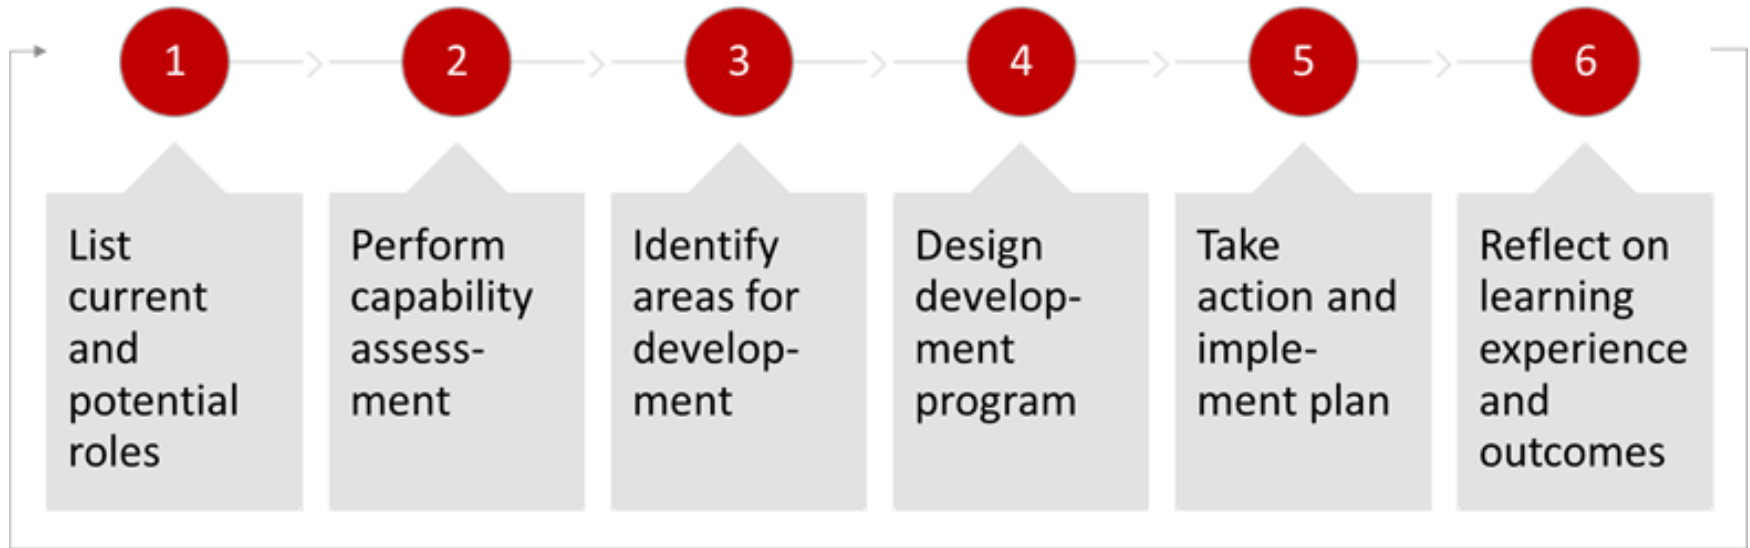 1
2
3
4
5
6
List
current
and
potential
roles
Perform
capability
assess-
ment
Identify
areas for
develop-
ment
Design
develop-
ment
program
Take
action and
imple-
ment plan
Reflect on
learning
experience
and
outcomes